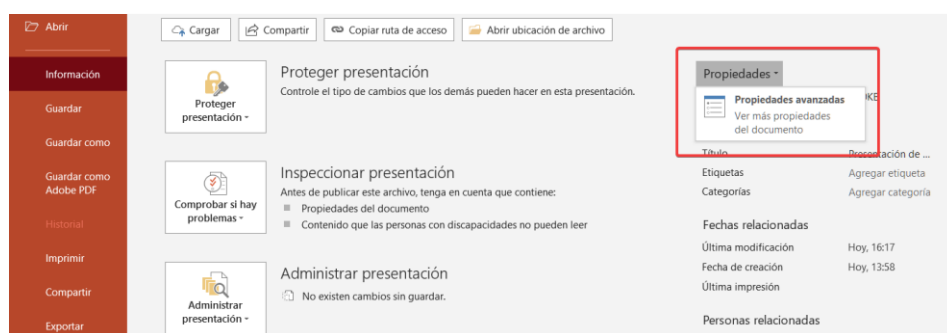 Abrir
Información
Guardar
Guardar como
Guardar como
Adobe PDF
Historial
Imprimir
Compartir
Exportar
Cargar
Compartir
Copiar ruta de acceso
Abrir ubicación de archivo
Proteger
presentación
Proteger presentación
Controle el tipo de cambios que los demás pueden hacer en esta presentación.
Comprobar si hay
problemas
Inspeccionar presentación
Antes de publicar este archivo, tenga en cuenta que contiene:
Propiedades del documento
Contenido que las personas con discapacidades no pueden leer
Administrar
presentación
Administrar presentación
No existen cambios sin guardar.
Propiedades
Propiedades avanzadas
Ver más propiedades
del documento
Título Presentación de ...
Etiquetas Agregar etiqueta
Categorías Agregar categoría
Fechas relacionadas
Última modificación Hoy, 16:17
Fecha de creación Hoy, 13:58
Última impresión
Personas relacionadas